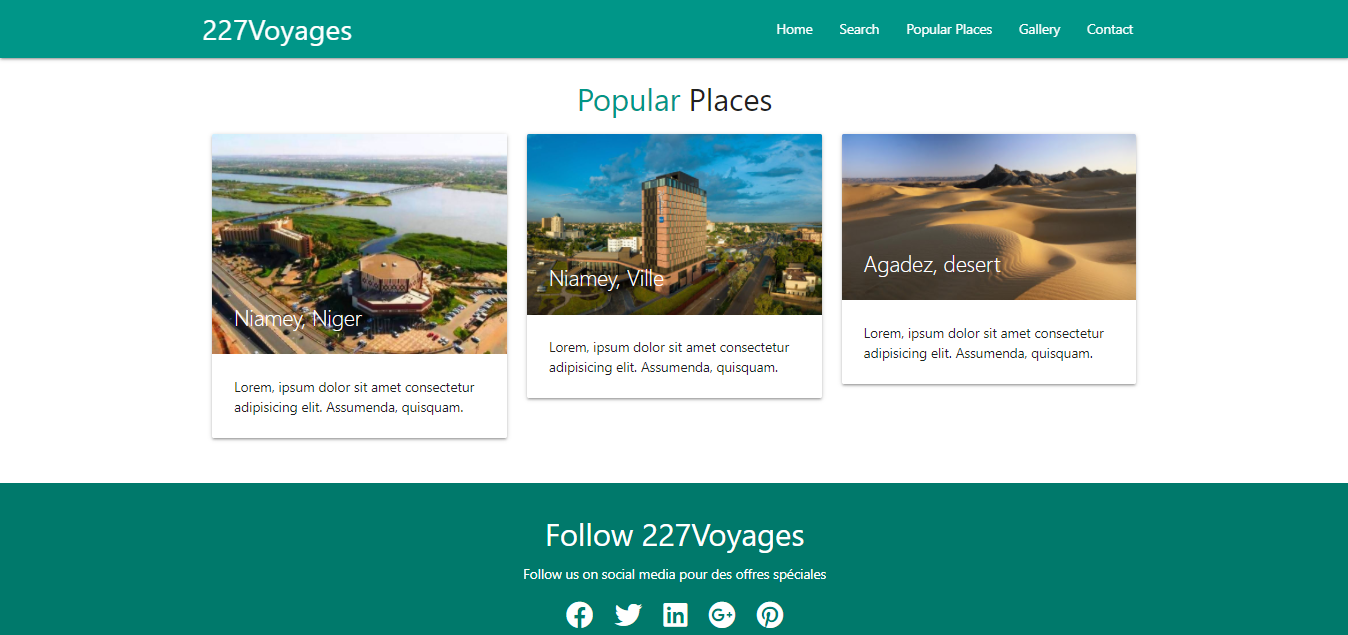 227Voyages
Home Search Popular Places Gallery Contact
Popular Places
Niamey, Niger
Lorem, ipsum dolor sit amet consectetur
adipisicing elit. Assumenda, quisquam.
Niamey, Ville
Lorem, ipsum dolor sit amet consectetur
adipisicing elit. Assumenda, quisquam.
Agadez, desert
Lorem, ipsum dolor sit amet consectetur
adipisicing elit. Assumenda, quisquam.
Follow 227Voyages
Follow us on social media pour des offres spéciales